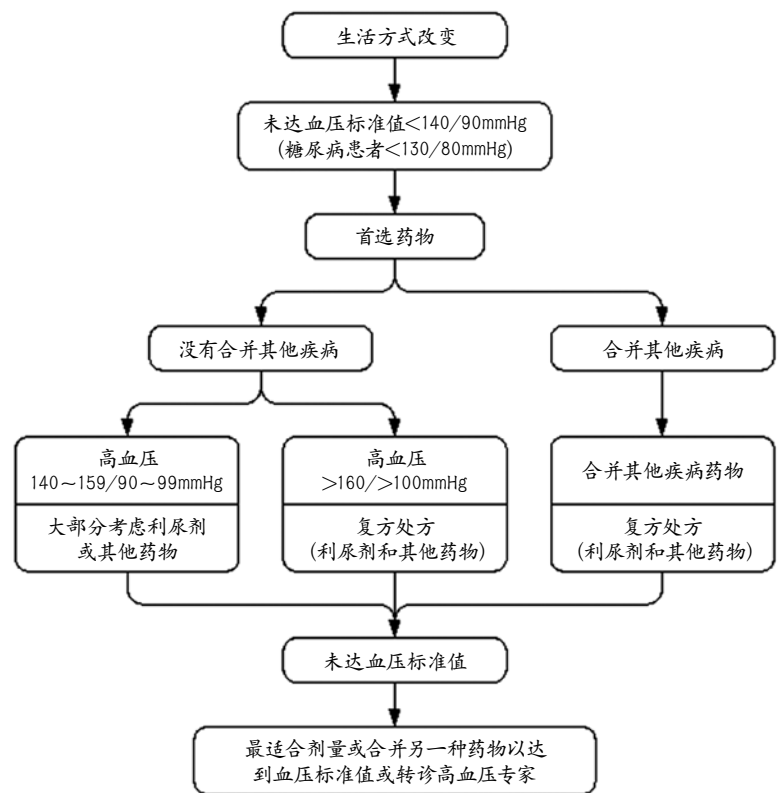 生活方式改变
未达血压标准值<140/90mmHg
(糖尿病患者<130/80mmHg)
首选药物
没有合并其他疾病
合并其他疾病
高血压
140～159/90～99mmHg
大部分考虑利尿剂
或其他药物
高血压
>160/>100mmHg
复方处方
(利尿剂和其他药物)
合并其他疾病药物
复方处方
(利尿剂和其他药物)
未达血压标准值
最适合剂量或合并另一种药物以达
到血压标准值或转诊高血压专家